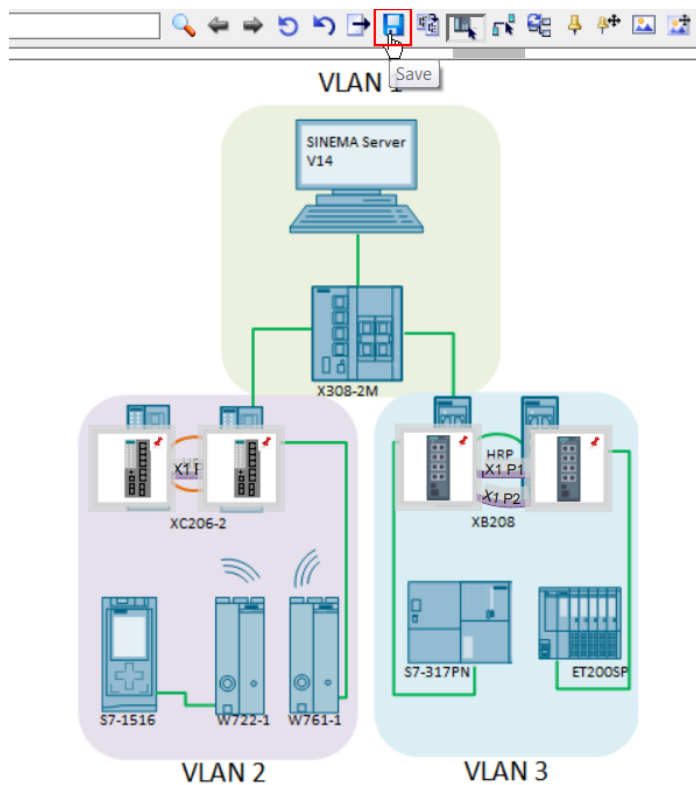 Save
VLAN 1
SINEMA Server
V14
X308-2M
X1 P
HRP
X1 P1
X1 P2
XC206-2
XB208
S7-1516
W722-1
W761-1
S7-317PN
ET200SP
VLAN 2
VLAN 3